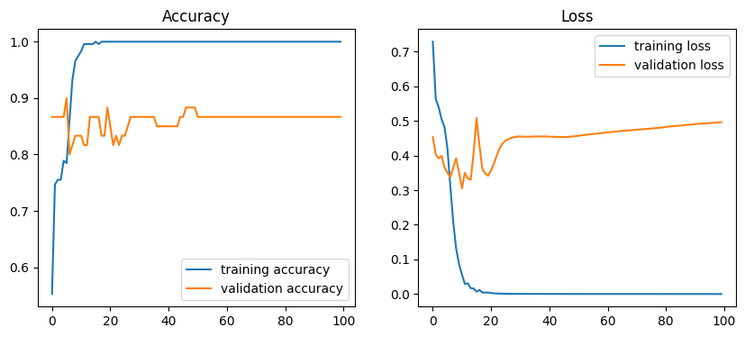 Accuracy
1.0
0.9
0.8
0.7
0.6
training accuracy
validation accuracy
0 20 40 60 80 100
Loss
0.7
0.6
0.5
0.4
0.3
0.2
0.1
0.0
training loss
validation loss
0 20 40 60 80 100